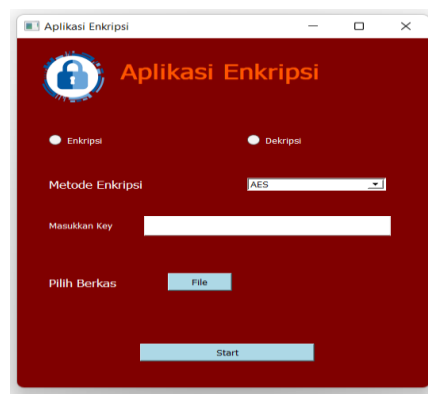 Aplikasi Enkripsi
Aplikasi Enkripsi
Enkripsi Dekripsi
Metode Enkripsi AES
Masukkan Key
Pilih Berkas File
Start